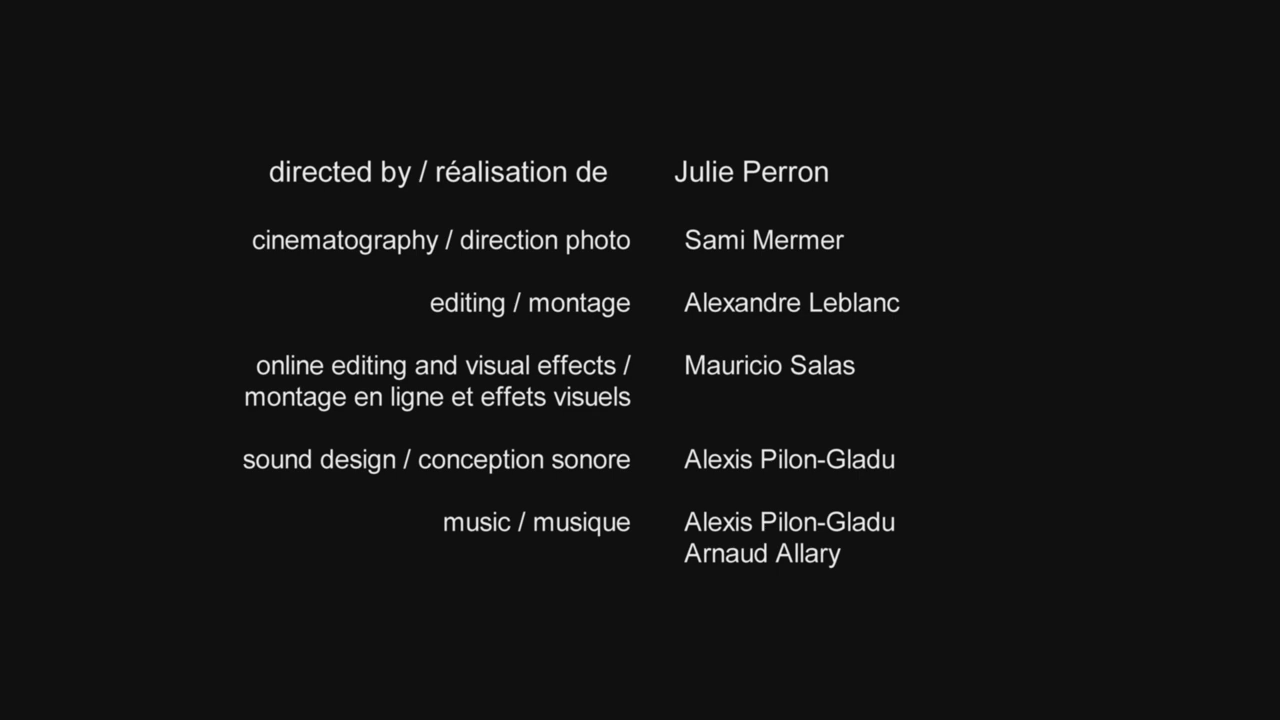 directed by / réalisation de Julie Perron
cinematography / direction photo Sami Mermer
editing / montage Alexandre Leblanc
online editing and visual effects / Mauricio Salas
montage en ligne et effets visuels
sound design / conception sonore Alexis Pilon-Gladu
music / musique Alexis Pilon-Gladu
Arnaud Allary